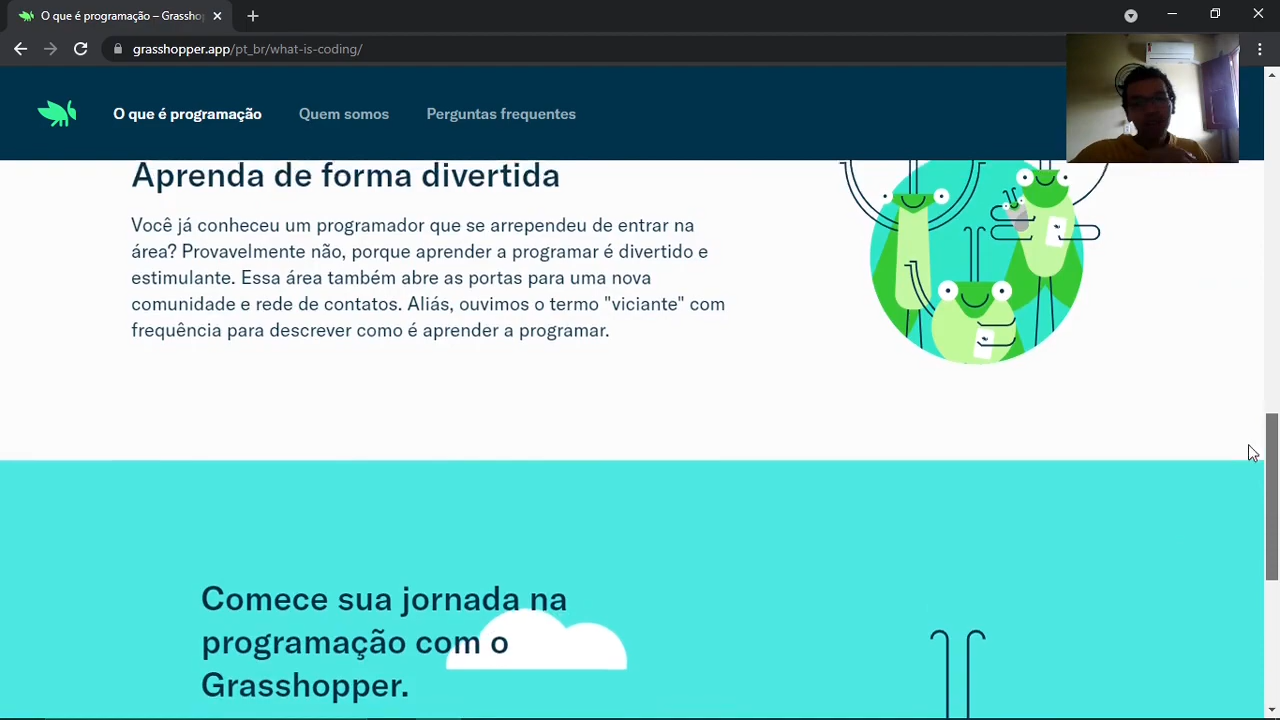 O que é programação – Grassho
grasshopper.app/pt_br/what-is-coding/
O que é programação
Quem somos
Perguntas frequentes
Aprenda de forma divertida
Você já conheceu um programador que se arrependeu de entrar na
área? Provavelmente não, porque aprender a programar é divertido e
estimulante. Essa área também abre as portas para uma nova
comunidade e rede de contatos. Aliás, ouvimos o termo "viciante" com
frequência para descrever como é aprender a programar.
Comece sua jornada na
programação com o
Grasshopper.